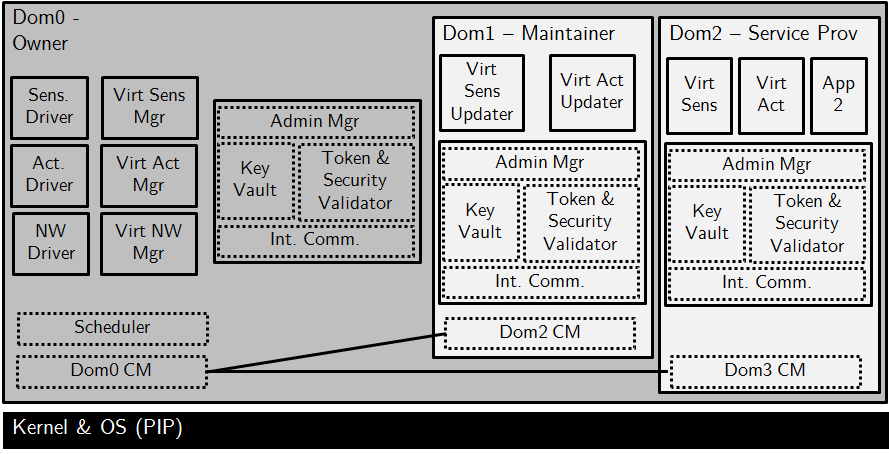 Dom0 -
Owner
Sens.
Driver
Virt Sens
Mgr
Act.
Driver
Virt Act
Mgr
NW
Driver
Virt NW
Mgr
Admin Mgr
Key
Vault
Token &
Security
Validator
Int. Comm.
Scheduler
Dom0 CM
Dom1 – Maintainer
Virt
Sens
Updater
Virt Act
Updater
Admin Mgr
Key
Vault
Token &
Security
Validator
Int. Comm.
Dom2 CM
Dom2 – Service Prov
Virt
Sens
Virt
Act
App
2
Admin Mgr
Key
Vault
Token &
Security
Validator
Int. Comm.
Dom3 CM
Kernel & OS (PIP)